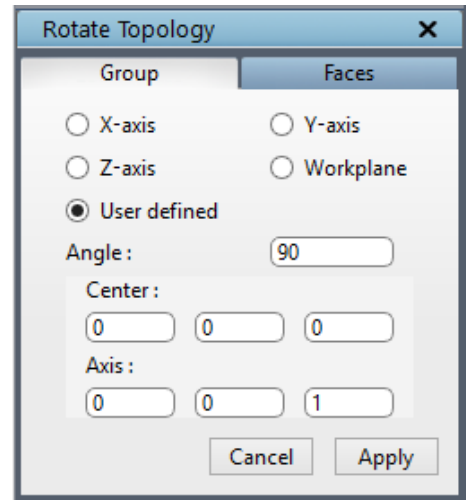 Rotate Topology
Group Faces
X-axis Y-axis
Z-axis Workplane
User defined
Angle : 90
Center :
0 0 0
Axis :
0 0 1
Cancel Apply